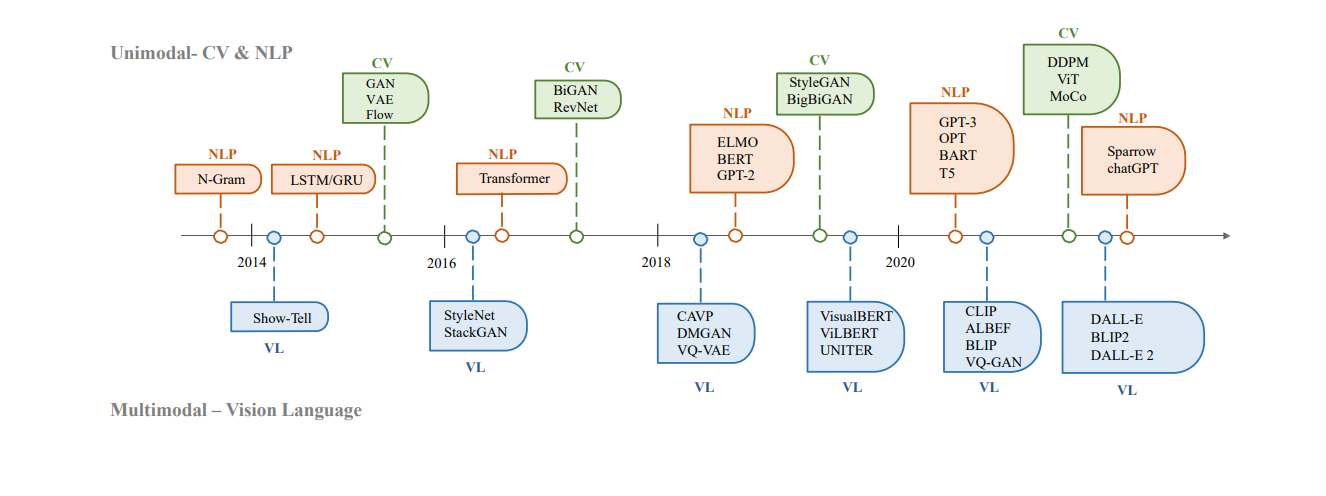 Unimodal- CV & NLP
CV
GAN
VAE
Flow
CV
BiGAN
RevNet
CV
StyleGAN
BigBiGAN
CV
DDPM
ViT
MoCo
NLP
N-Gram
NLP
LSTM/GRU
NLP
Transformer
NLP
ELMO
BERT
GPT-2
NLP
GPT-3
OPT
BART
T5
NLP
Sparrow
chatGPT
2014
2016
2018
2020
Show-Tell
VL
StyleNet
StackGAN
VL
CAVP
DMGAN
VQ-VAE
VL
VisualBERT
ViLBERT
UNITER
VL
CLIP
ALBEF
BLIP
VQ-GAN
VL
DALL-E
BLIP2
DALL-E 2
VL
Multimodal – Vision Language